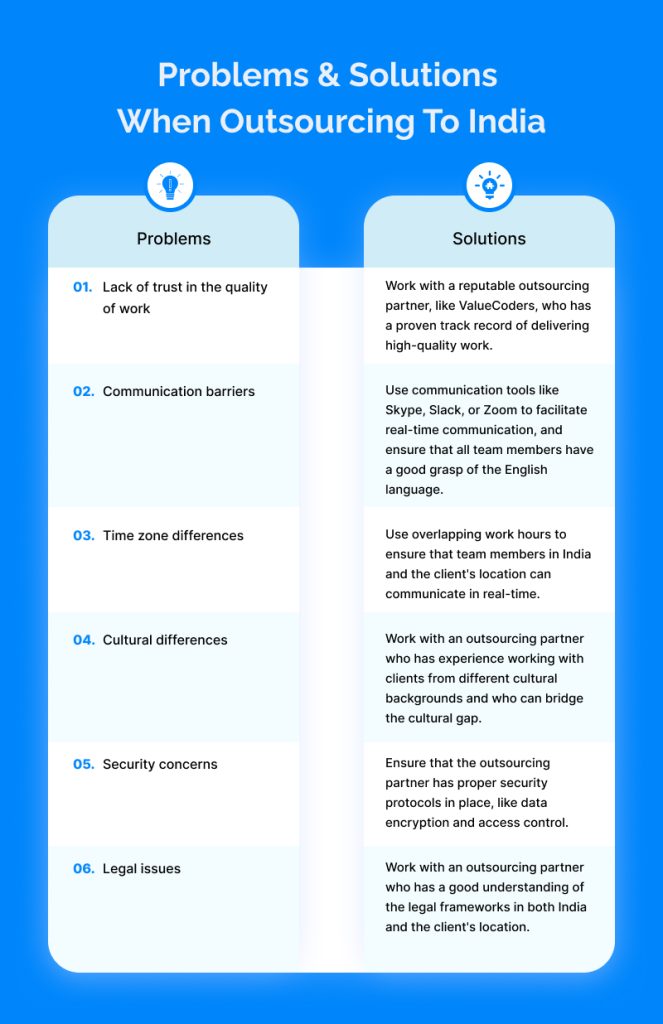 Problems & Solutions
When Outsourcing To India
Problems
Solutions
01. Lack of trust in the quality
of work
Work with a reputable outsourcing
partner, like ValueCoders, who has
a proven track record of delivering
high-quality work.
02. Communication barriers
Use communication tools like
Skype, Slack, or Zoom to facilitate
real-time communication, and
ensure that all team members have
a good grasp of the English
language.
03. Time zone differences
Use overlapping work hours to
ensure that team members in India
and the client's location can
communicate in real-time.
04. Cultural differences
Work with an outsourcing partner
who has experience working with
clients from different cultural
backgrounds and who can bridge
the cultural gap.
05. Security concerns
Ensure that the outsourcing
partner has proper security
protocols in place, like data
encryption and access control.
06. Legal issues
Work with an outsourcing partner
who has a good understanding of
the legal frameworks in both India
and the client's location.